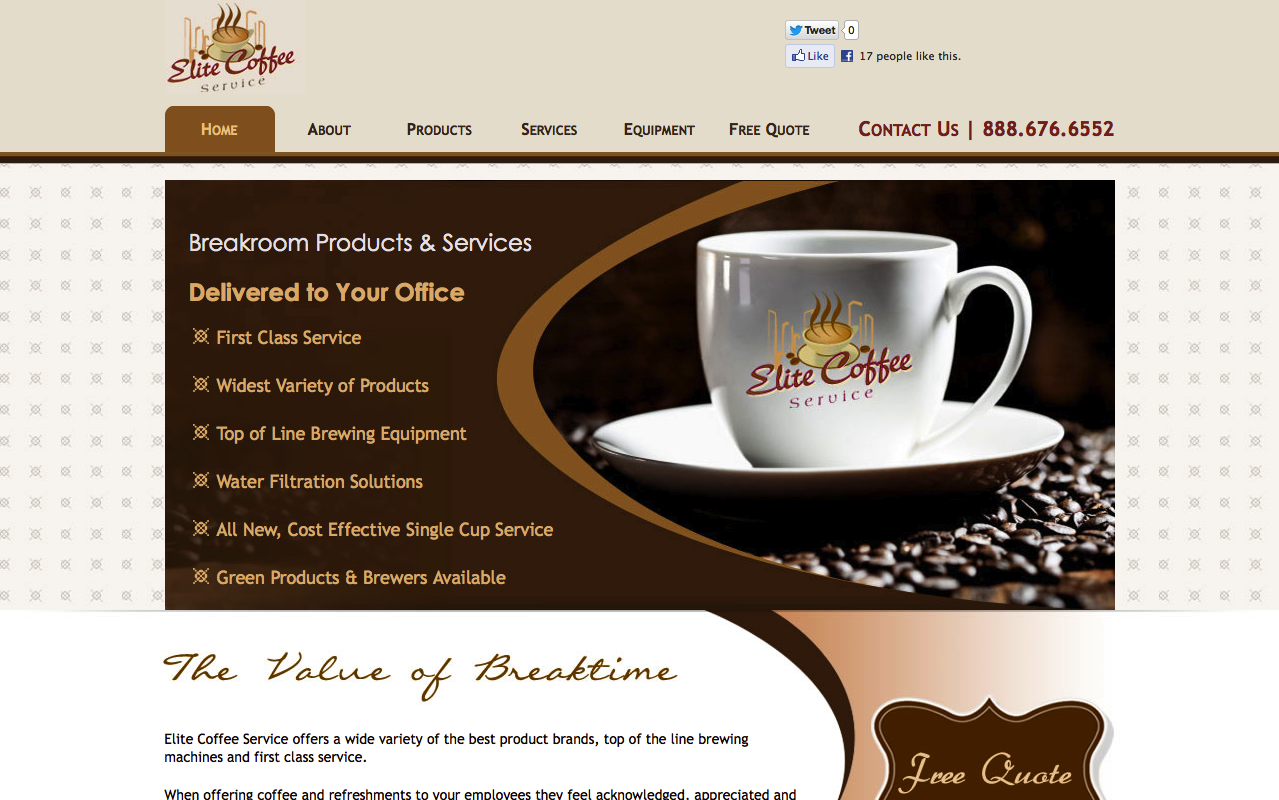 Elite Coffee
Service
Tweet 0
Like 17 people like this.
Home About Products Services Equipment Free Quote Contact Us | 888.676.6552
Breakroom Products & Services
Delivered to Your Office
First Class Service
Widest Variety of Products
Top of Line Brewing Equipment
Water Filtration Solutions
All New, Cost Effective Single Cup Service
Green Products & Brewers Available
Elite Coffee
Service
The Value of Breaktime
Elite Coffee Service offers a wide variety of the best product brands, top of the line brewing
machines and first class service.
When offering coffee and refreshments to your employees they feel acknowledged, appreciated and
Free Quote